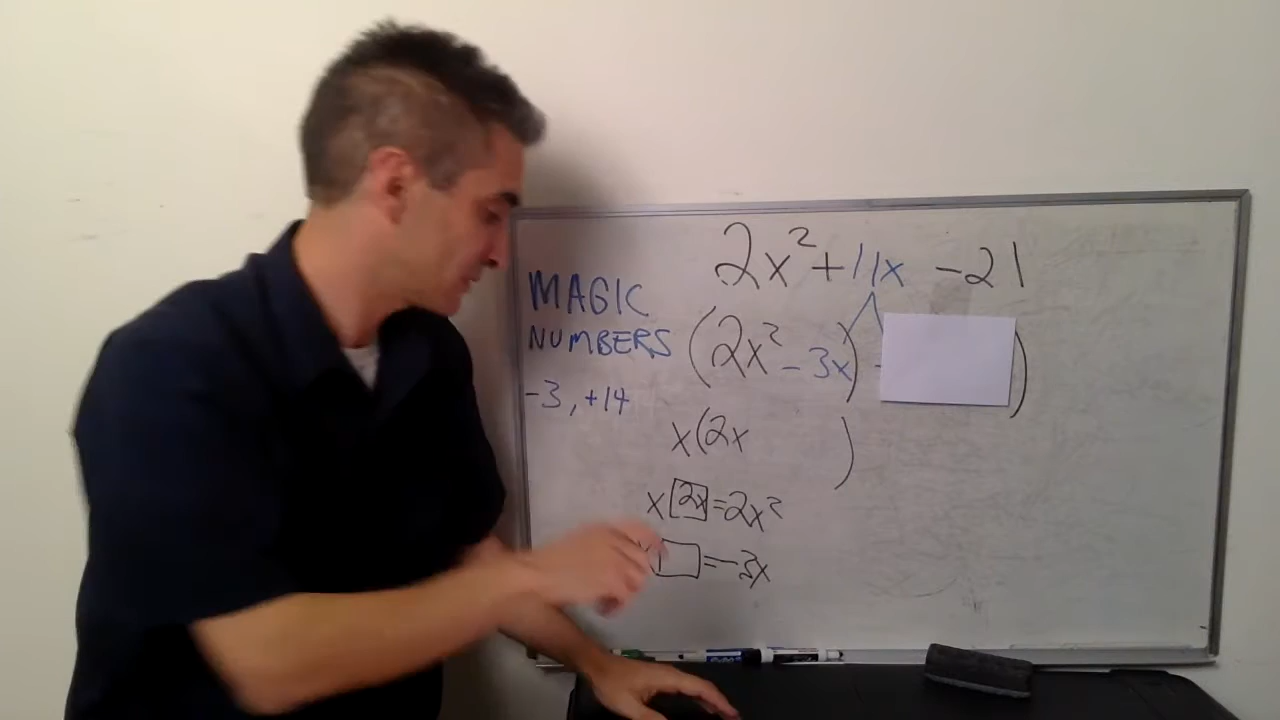 2x² + 11x - 21
MAGIC
NUMBERS
-3, +14
(2x² - 3x) )
x(2x )
x 2x = 2x²
= -3x